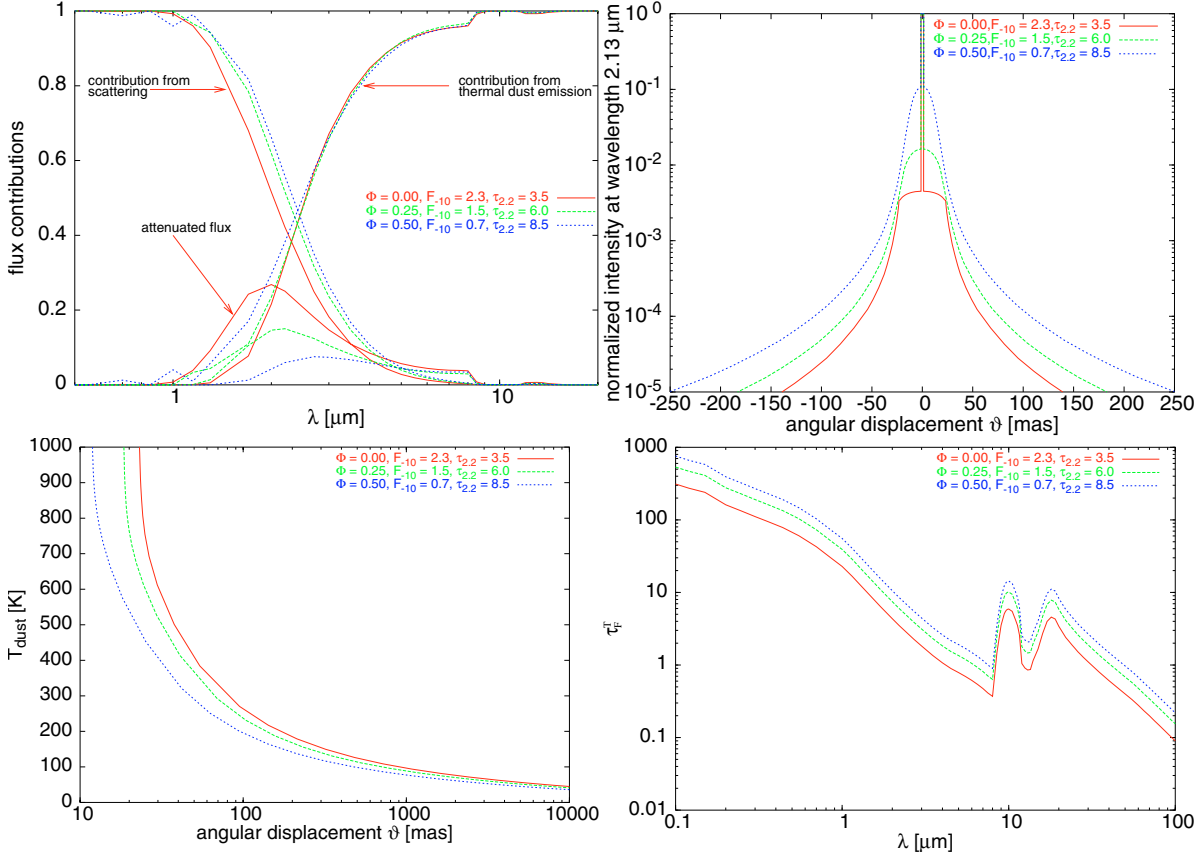 flux contributions
1
0.8
0.6
0.4
0.2
0
contribution from
scattering
contribution from
thermal dust emission
Φ = 0.00, F-10 = 2.3, τ2.2 = 3.5
Φ = 0.25, F-10 = 1.5, τ2.2 = 6.0
Φ = 0.50, F-10 = 0.7, τ2.2 = 8.5
attenuated flux
1
10
λ [μm]
normalized intensity at wavelength 2.13 μm
10^0
10^-1
10^-2
10^-3
10^-4
10^-5
Φ = 0.00,F-10 = 2.3,τ2.2 = 3.5
Φ = 0.25,F-10 = 1.5,τ2.2 = 6.0
Φ = 0.50,F-10 = 0.7,τ2.2 = 8.5
-250 -200 -150 -100 -50 0 50 100 150 200 250
angular displacement ϑ [mas]
Tdust [K]
1000
900
800
700
600
500
400
300
200
100
0
Φ = 0.00, F-10 = 2.3, τ2.2 = 3.5
Φ = 0.25, F-10 = 1.5, τ2.2 = 6.0
Φ = 0.50, F-10 = 0.7, τ2.2 = 8.5
10 100 1000 10000
angular displacement ϑ [mas]
τF^T
1000
100
10
1
0.1
0.01
Φ = 0.00, F-10 = 2.3, τ2.2 = 3.5
Φ = 0.25, F-10 = 1.5, τ2.2 = 6.0
Φ = 0.50, F-10 = 0.7, τ2.2 = 8.5
0.1 1 10 100
λ [μm]